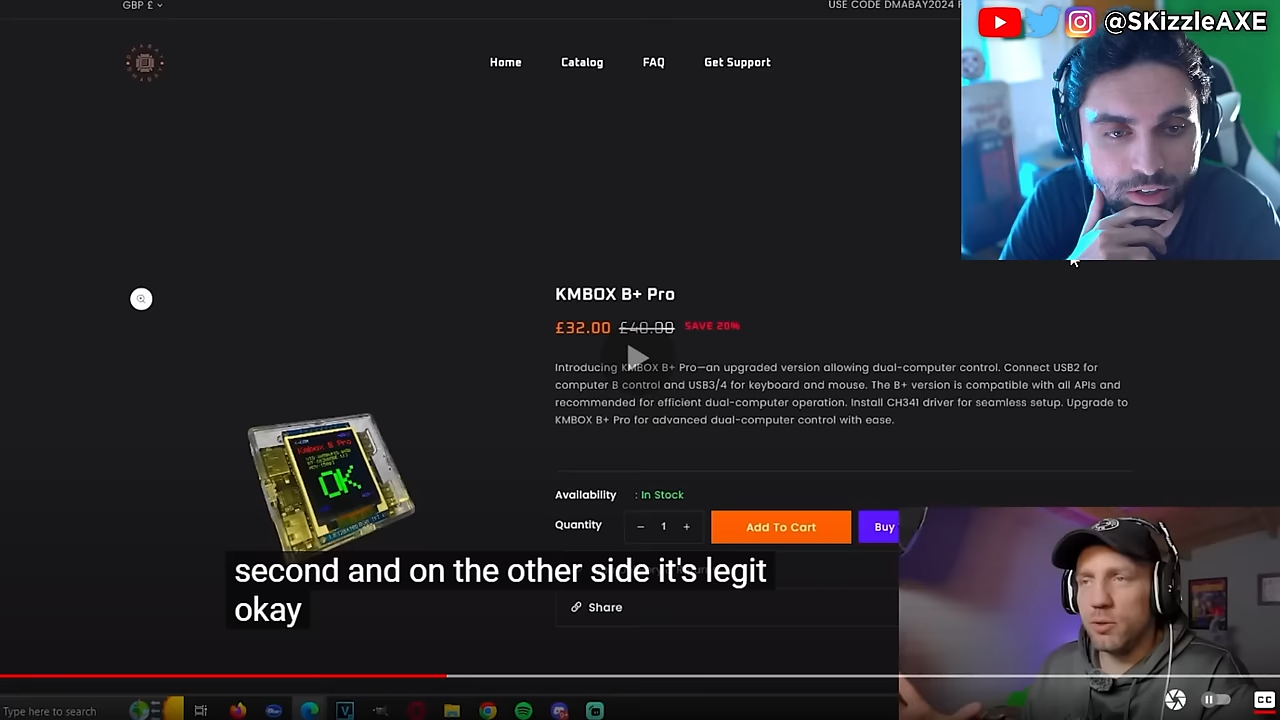 GBP £
USE CODE DMABAY2024
@SKizzleAXE
Home
Catalog
FAQ
Get Support
KMBOX B+ Pro
£32.00 £40.00 SAVE 20%
Introducing KMBOX B+ Pro—an upgraded version allowing dual-computer control. Connect USB2 for
computer B control and USB3/4 for keyboard and mouse. The B+ version is compatible with all APIs and
recommended for efficient dual-computer operation. Install CH341 driver for seamless setup. Upgrade to
KMBOX B+ Pro for advanced dual-computer control with ease.
Kmbox B Pro
OK
Availability : In Stock
Quantity − 1 + Add To Cart Buy
second and on the other side it's legit
okay
Share
CC
Type here to search